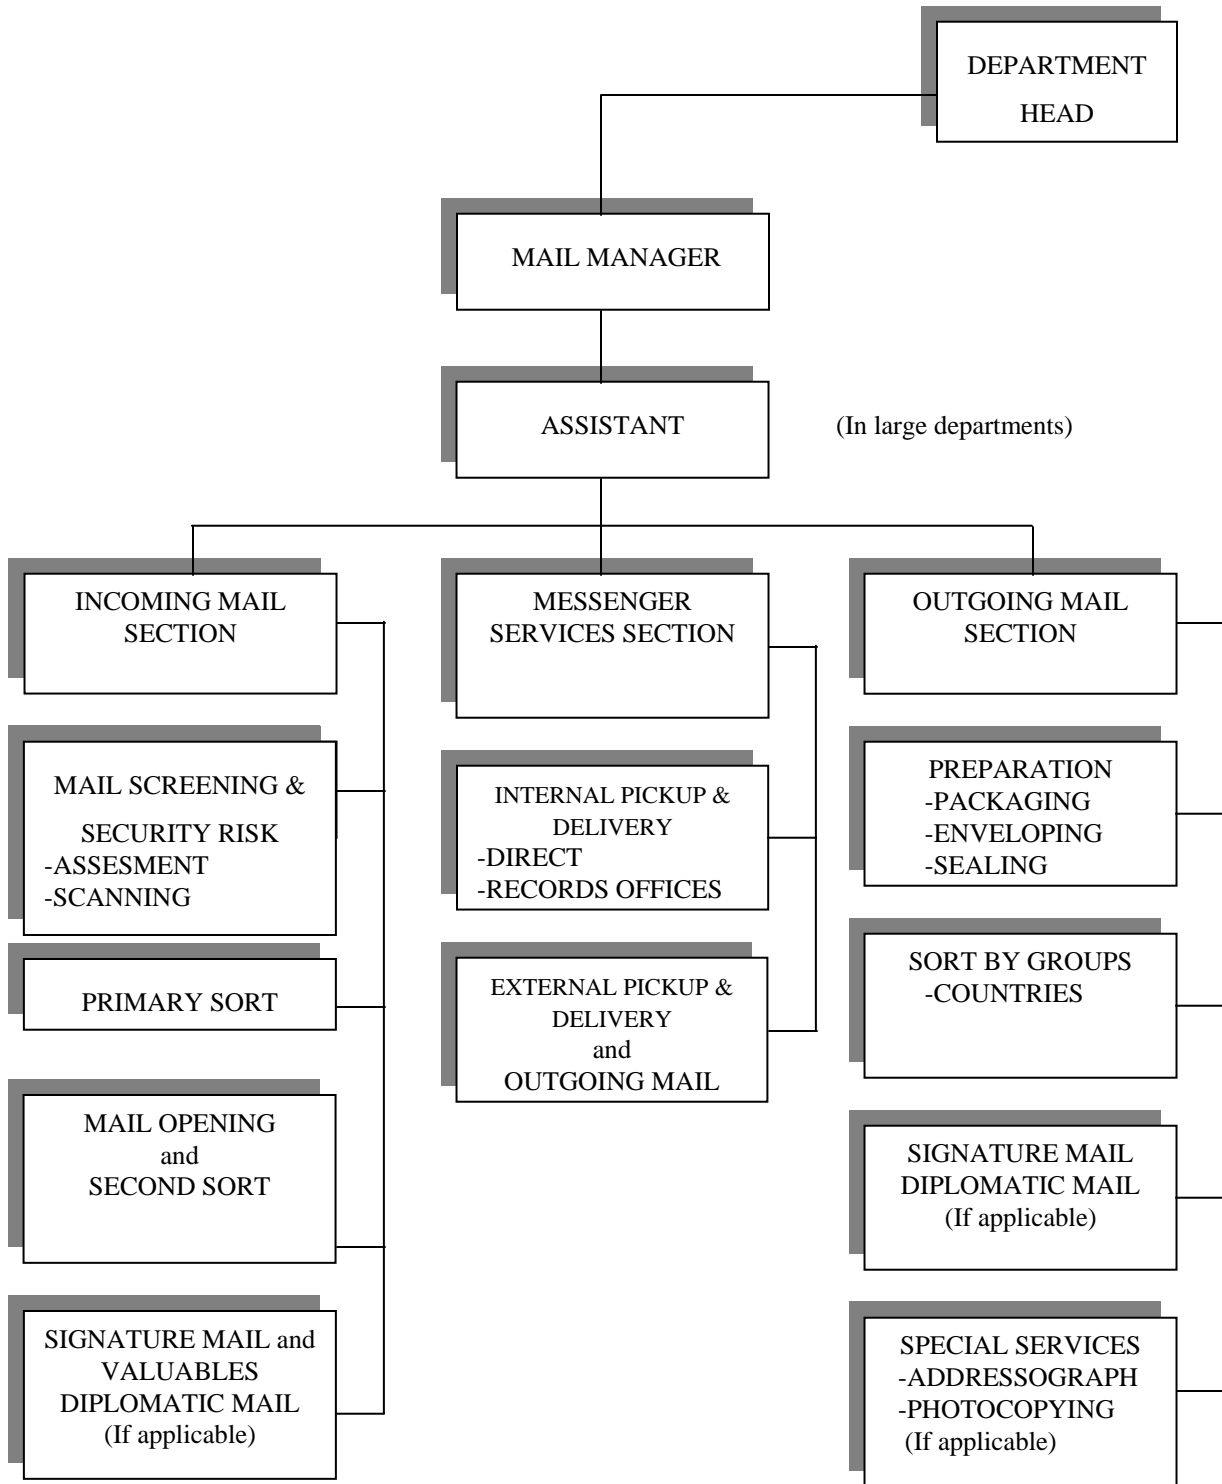 DEPARTMENT
HEAD
MAIL MANAGER
ASSISTANT
(In large departments)
INCOMING MAIL
SECTION
MAIL SCREENING &
SECURITY RISK
-ASSESMENT
-SCANNING
PRIMARY SORT
MAIL OPENING
and
SECOND SORT
SIGNATURE MAIL and
VALUABLES
DIPLOMATIC MAIL
(If applicable)
MESSENGER
SERVICES SECTION
INTERNAL PICKUP &
DELIVERY
-DIRECT
-RECORDS OFFICES
EXTERNAL PICKUP &
DELIVERY
and
OUTGOING MAIL
OUTGOING MAIL
SECTION
PREPARATION
-PACKAGING
-ENVELOPING
-SEALING
SORT BY GROUPS
-COUNTRIES
SIGNATURE MAIL
DIPLOMATIC MAIL
(If applicable)
SPECIAL SERVICES
-ADDRESSOGRAPH
-PHOTOCOPYING
(If applicable)